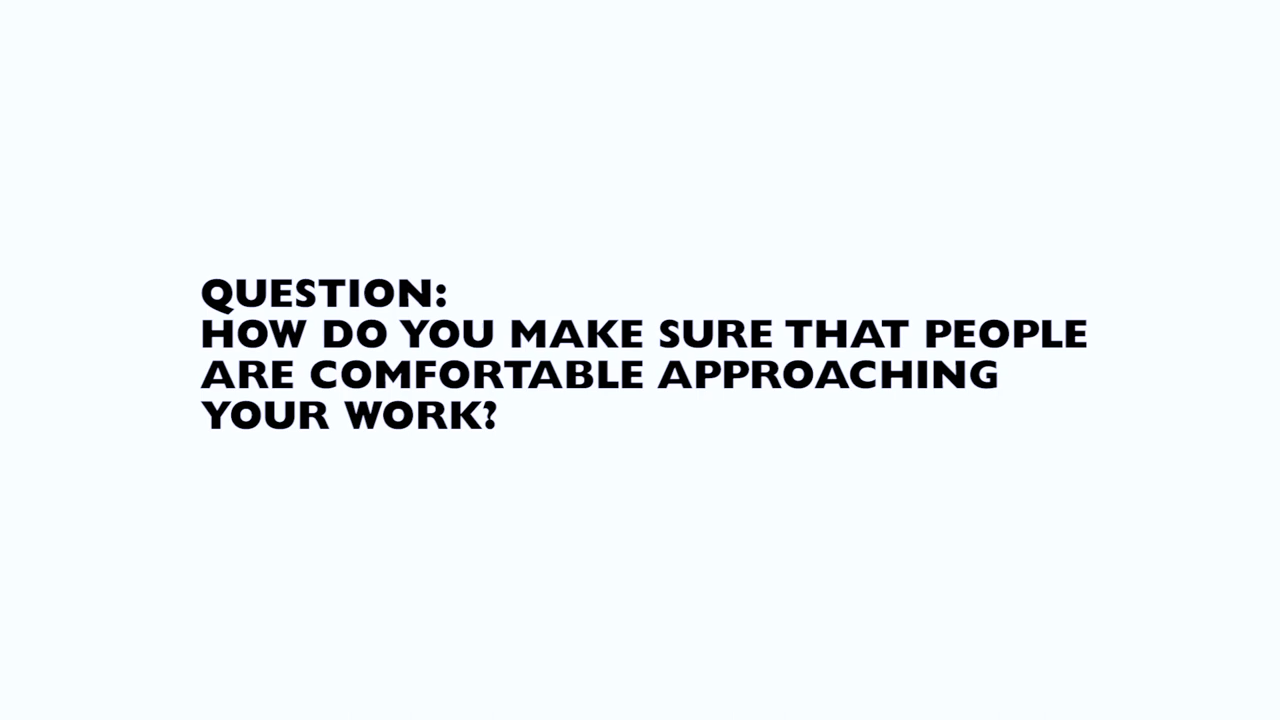 QUESTION:
HOW DO YOU MAKE SURE THAT PEOPLE
ARE COMFORTABLE APPROACHING
YOUR WORK?